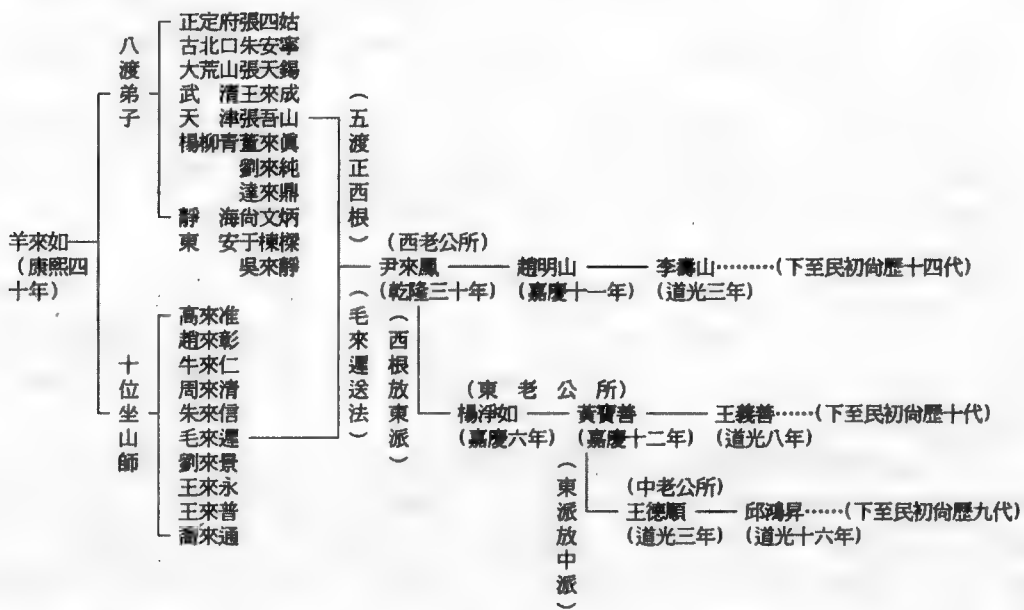 羊來如
（康熙四
十年）
八渡弟子
正定府張四姑
古北口朱安寧
大荒山張天錫
武　清王來成
天　津張吾山
楊柳青董來眞
劉來純
達來鼎
靜　海尙文炳
東　安于棟樑
吳來靜
十位坐山師
高來准
趙來彰
牛來仁
周來清
朱來信
毛來遲
劉來景
王來永
王來普
喬來通
（五渡正西根）
（毛來遲送法）
（西老公所）
尹來鳳
（乾隆三十年）
趙明山
（嘉慶十一年）
李壽山………（下至民初尙歷十四代）
（道光三年）
（西根放東派）
（東老公所）
楊淨如
（嘉慶六年）
黃寶善
（嘉慶十二年）
王義善……（下至民初尙歷十代）
（道光八年）
（東派放中派）
（中老公所）
王德順
（道光三年）
邱鴻昇……（下至民初尙歷九代）
（道光十六年）